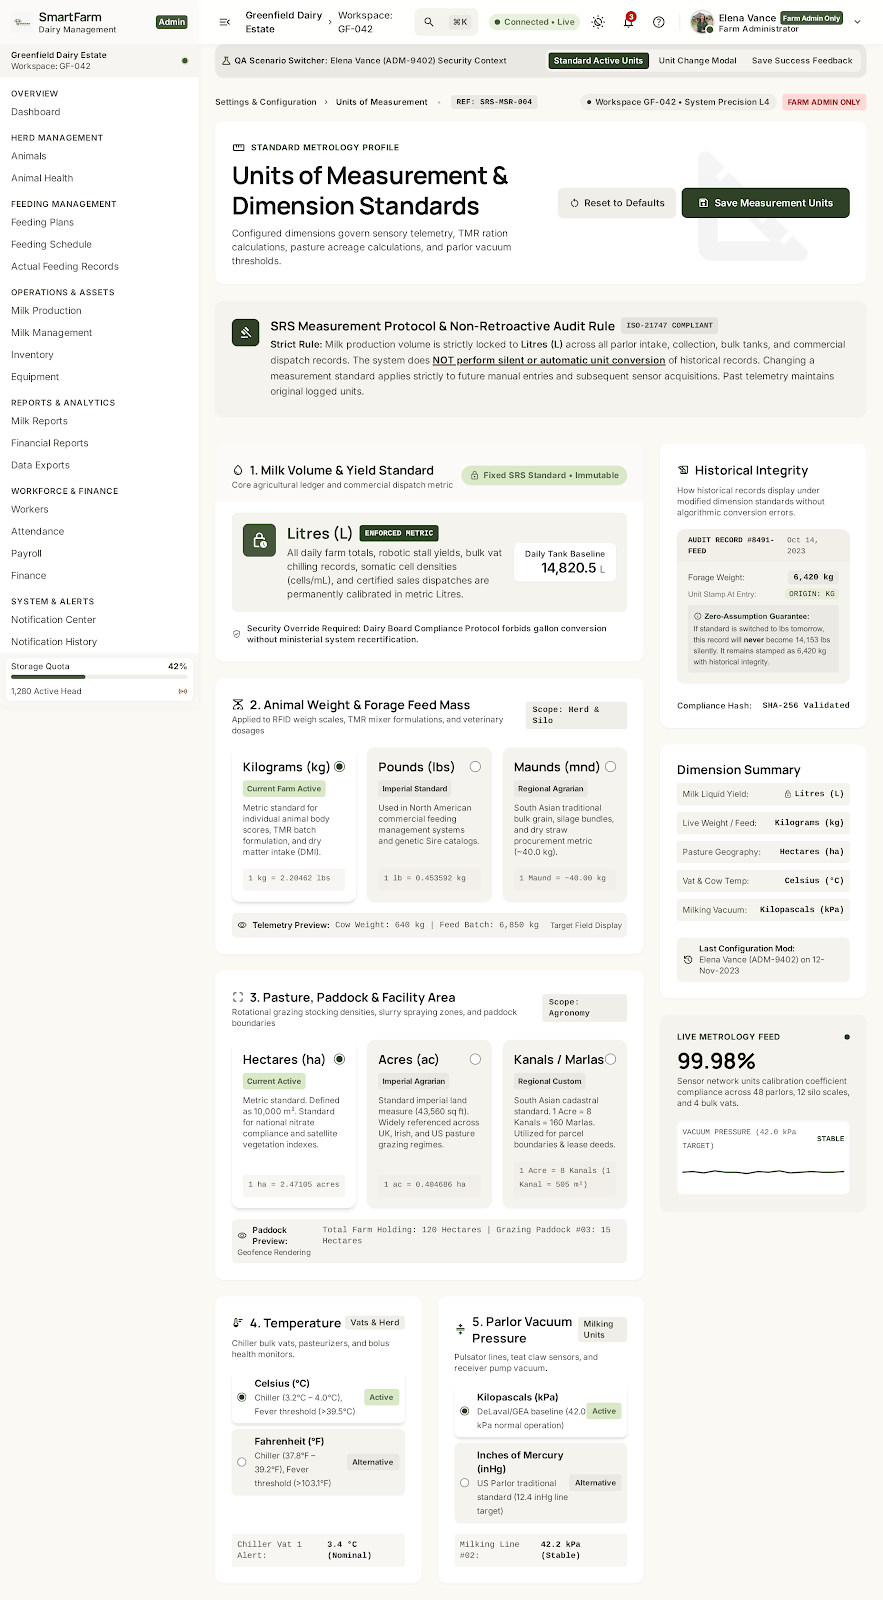 SmartFarm
Dairy Management
Admin
Greenfield Dairy Estate
Workspace: GF-042
OVERVIEW
Dashboard
HERD MANAGEMENT
Animals
Animal Health
FEEDING MANAGEMENT
Feeding Plans
Feeding Schedule
Actual Feeding Records
OPERATIONS & ASSETS
Milk Production
Milk Management
Inventory
Equipment
REPORTS & ANALYTICS
Milk Reports
Financial Reports
Data Exports
WORKFORCE & FINANCE
Workers
Attendance
Payroll
Finance
SYSTEM & ALERTS
Notification Center
Notification History
Storage Quota 42%
1,280 Active Head
Greenfield Dairy Estate › Workspace: GF-042
⌘K
Connected • Live
3
Elena Vance Farm Admin Only
Farm Administrator
QA Scenario Switcher: Elena Vance (ADM-9402) Security Context
Standard Active Units Unit Change Modal Save Success Feedback
Settings & Configuration › Units of Measurement • REF: SRS-MSR-004
Workspace GF-042 • System Precision L4 FARM ADMIN ONLY
STANDARD METROLOGY PROFILE
Units of Measurement &
Dimension Standards
Configured dimensions govern sensory telemetry, TMR ration
calculations, pasture acreage calculations, and parlor vacuum
thresholds.
Reset to Defaults
Save Measurement Units
SRS Measurement Protocol & Non-Retroactive Audit Rule ISO-21747 COMPLIANT
Strict Rule: Milk production volume is strictly locked to Litres (L) across all parlor intake, collection, bulk tanks, and commercial
dispatch records. The system does NOT perform silent or automatic unit conversion of historical records. Changing a
measurement standard applies strictly to future manual entries and subsequent sensor acquisitions. Past telemetry maintains
original logged units.
1. Milk Volume & Yield Standard
Core agricultural ledger and commercial dispatch metric
Fixed SRS Standard • Immutable
Litres (L) ENFORCED METRIC
All daily farm totals, robotic stall yields, bulk vat
chilling records, somatic cell densities
(cells/mL), and certified sales dispatches are
permanently calibrated in metric Litres.
Daily Tank Baseline
14,820.5 L
Security Override Required: Dairy Board Compliance Protocol forbids gallon conversion
without ministerial system recertification.
2. Animal Weight & Forage Feed Mass
Applied to RFID weigh scales, TMR mixer formulations, and veterinary
dosages
Scope: Herd &
Silo
Kilograms (kg)
Current Farm Active
Metric standard for
individual animal body
scores, TMR batch
formulation, and dry
matter intake (DMI).
1 kg = 2.20462 lbs
Pounds (lbs)
Imperial Standard
Used in North American
commercial feeding
management systems
and genetic Sire catalogs.
1 lb = 0.453592 kg
Maunds (mnd)
Regional Agrarian
South Asian traditional
bulk grain, silage bundles,
and dry straw
procurement metric
(~40.0 kg).
1 Maund = ~40.00 kg
Telemetry Preview: Cow Weight: 640 kg | Feed Batch: 6,850 kg Target Field Display
3. Pasture, Paddock & Facility Area
Rotational grazing stocking densities, slurry spraying zones, and paddock
boundaries
Scope:
Agronomy
Hectares (ha)
Current Active
Metric standard. Defined
as 10,000 m². Standard
for national nitrate
compliance and satellite
vegetation indexes.
1 ha = 2.47105 acres
Acres (ac)
Imperial Agrarian
Standard imperial land
measure (43,560 sq ft).
Widely referenced across
UK, Irish, and US pasture
grazing regimes.
1 ac = 0.404686 ha
Kanals / Marlas
Regional Custom
South Asian cadastral
standard. 1 Acre = 8
Kanals = 160 Marlas.
Utilized for parcel
boundaries & lease deeds.
1 Acre = 8 Kanals (1
Kanal ≈ 505 m²)
Paddock
Preview:
Total Farm Holding: 120 Hectares | Grazing Paddock #03: 15
Hectares
Geofence Rendering
4. Temperature
Vats & Herd
Chiller bulk vats, pasteurizers, and bolus
health monitors.
Celsius (°C)
Chiller (3.2°C – 4.0°C),
Fever threshold (>39.5°C)
Active
Fahrenheit (°F)
Chiller (37.8°F –
39.2°F), Fever
threshold (>103.1°F)
Alternative
Chiller Vat 1
Alert:
3.4 °C
(Nominal)
5. Parlor Vacuum
Pressure
Milking
Units
Pulsator lines, teat claw sensors, and
receiver pump vacuum.
Kilopascals (kPa)
DeLaval/GEA baseline (42.0
kPa normal operation)
Active
Inches of Mercury
(inHg)
US Parlor traditional
standard (12.4 inHg line
target)
Alternative
Milking Line
#02:
42.2 kPa
(Stable)
Historical Integrity
How historical records display under
modified dimension standards without
algorithmic conversion errors.
AUDIT RECORD #8491-
FEED
Oct 14,
2023
Forage Weight: 6,420 kg
Unit Stamp At Entry: ORIGIN: KG
Zero-Assumption Guarantee:
If standard is switched to lbs tomorrow,
this record will never become 14,153 lbs
silently. It remains stamped as 6,420 kg
with historical integrity.
Compliance Hash: SHA-256 Validated
Dimension Summary
Milk Liquid Yield: Litres (L)
Live Weight / Feed: Kilograms (kg)
Pasture Geography: Hectares (ha)
Vat & Cow Temp: Celsius (°C)
Milking Vacuum: Kilopascals (kPa)
Last Configuration Mod:
Elena Vance (ADM-9402) on 12-
Nov-2023
LIVE METROLOGY FEED
99.98%
Sensor network units calibration coefficient
compliance across 48 parlors, 12 silo scales,
and 4 bulk vats.
VACUUM PRESSURE (42.0 kPa
TARGET)
STABLE